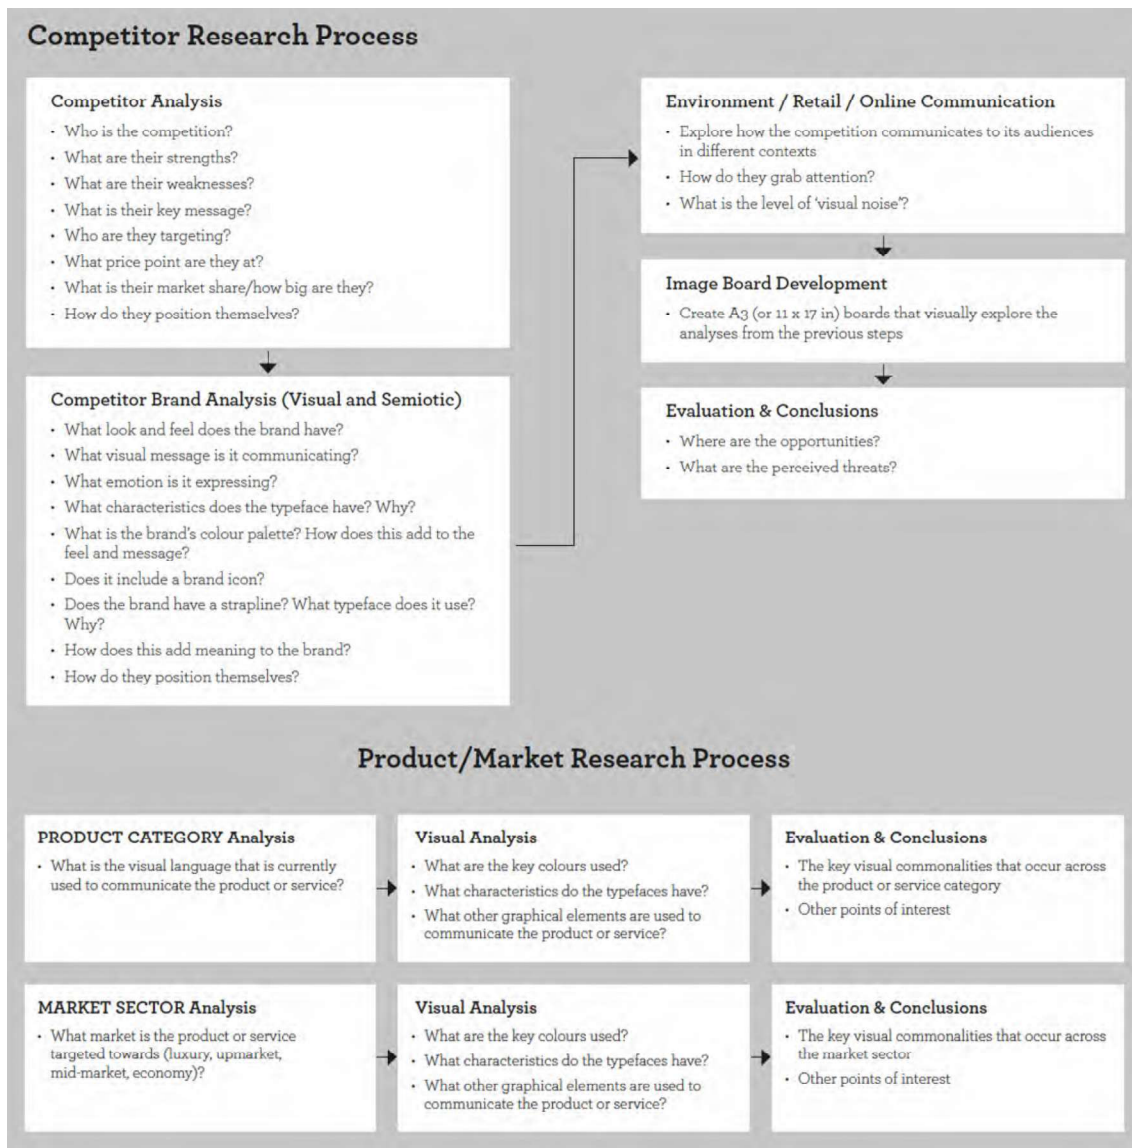 Competitor Research Process
Competitor Analysis
· Who is the competition?
· What are their strengths?
· What are their weaknesses?
· What is their key message?
· Who are they targeting?
· What price point are they at?
· What is their market share/how big are they?
· How do they position themselves?
Competitor Brand Analysis (Visual and Semiotic)
· What look and feel does the brand have?
· What visual message is it communicating?
· What emotion is it expressing?
· What characteristics does the typeface have? Why?
· What is the brand's colour palette? How does this add to the
feel and message?
· Does it include a brand icon?
· Does the brand have a strapline? What typeface does it use?
Why?
· How does this add meaning to the brand?
· How do they position themselves?
Environment / Retail / Online Communication
· Explore how the competition communicates to its audiences
in different contexts
· How do they grab attention?
· What is the level of 'visual noise'?
Image Board Development
· Create A3 (or 11 x 17 in) boards that visually explore the
analyses from the previous steps
Evaluation & Conclusions
· Where are the opportunities?
· What are the perceived threats?
Product/Market Research Process
PRODUCT CATEGORY Analysis
· What is the visual language that is currently
used to communicate the product or service?
Visual Analysis
· What are the key colours used?
· What characteristics do the typefaces have?
· What other graphical elements are used to
communicate the product or service?
Evaluation & Conclusions
· The key visual commonalities that occur across
the product or service category
· Other points of interest
MARKET SECTOR Analysis
· What market is the product or service
targeted towards (luxury, upmarket,
mid-market, economy)?
Visual Analysis
· What are the key colours used?
· What characteristics do the typefaces have?
· What other graphical elements are used to
communicate the product or service?
Evaluation & Conclusions
· The key visual commonalities that occur across
the market sector
· Other points of interest